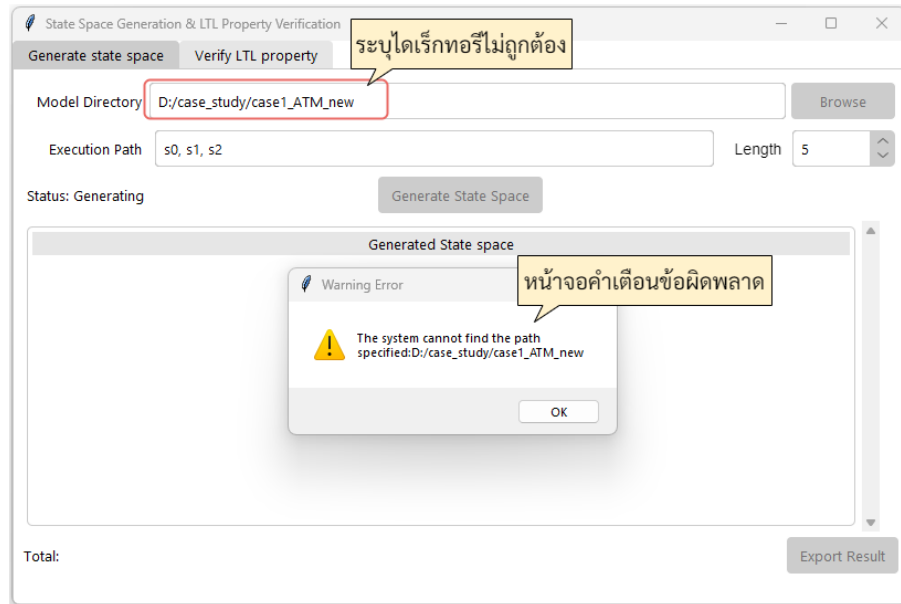 State Space Generation & LTL Property Verification
ระบุไดเร็กทอรีไม่ถูกต้อง
Generate state space
Verify LTL property
Model Directory
D:/case_study/case1_ATM_new
Browse
Execution Path
s0, s1, s2
Length
5
Status: Generating
Generate State Space
Generated State space
หน้าจอคำเตือนข้อผิดพลาด
Warning Error
The system cannot find the path
specified:D:/case_study/case1_ATM_new
OK
Total:
Export Result